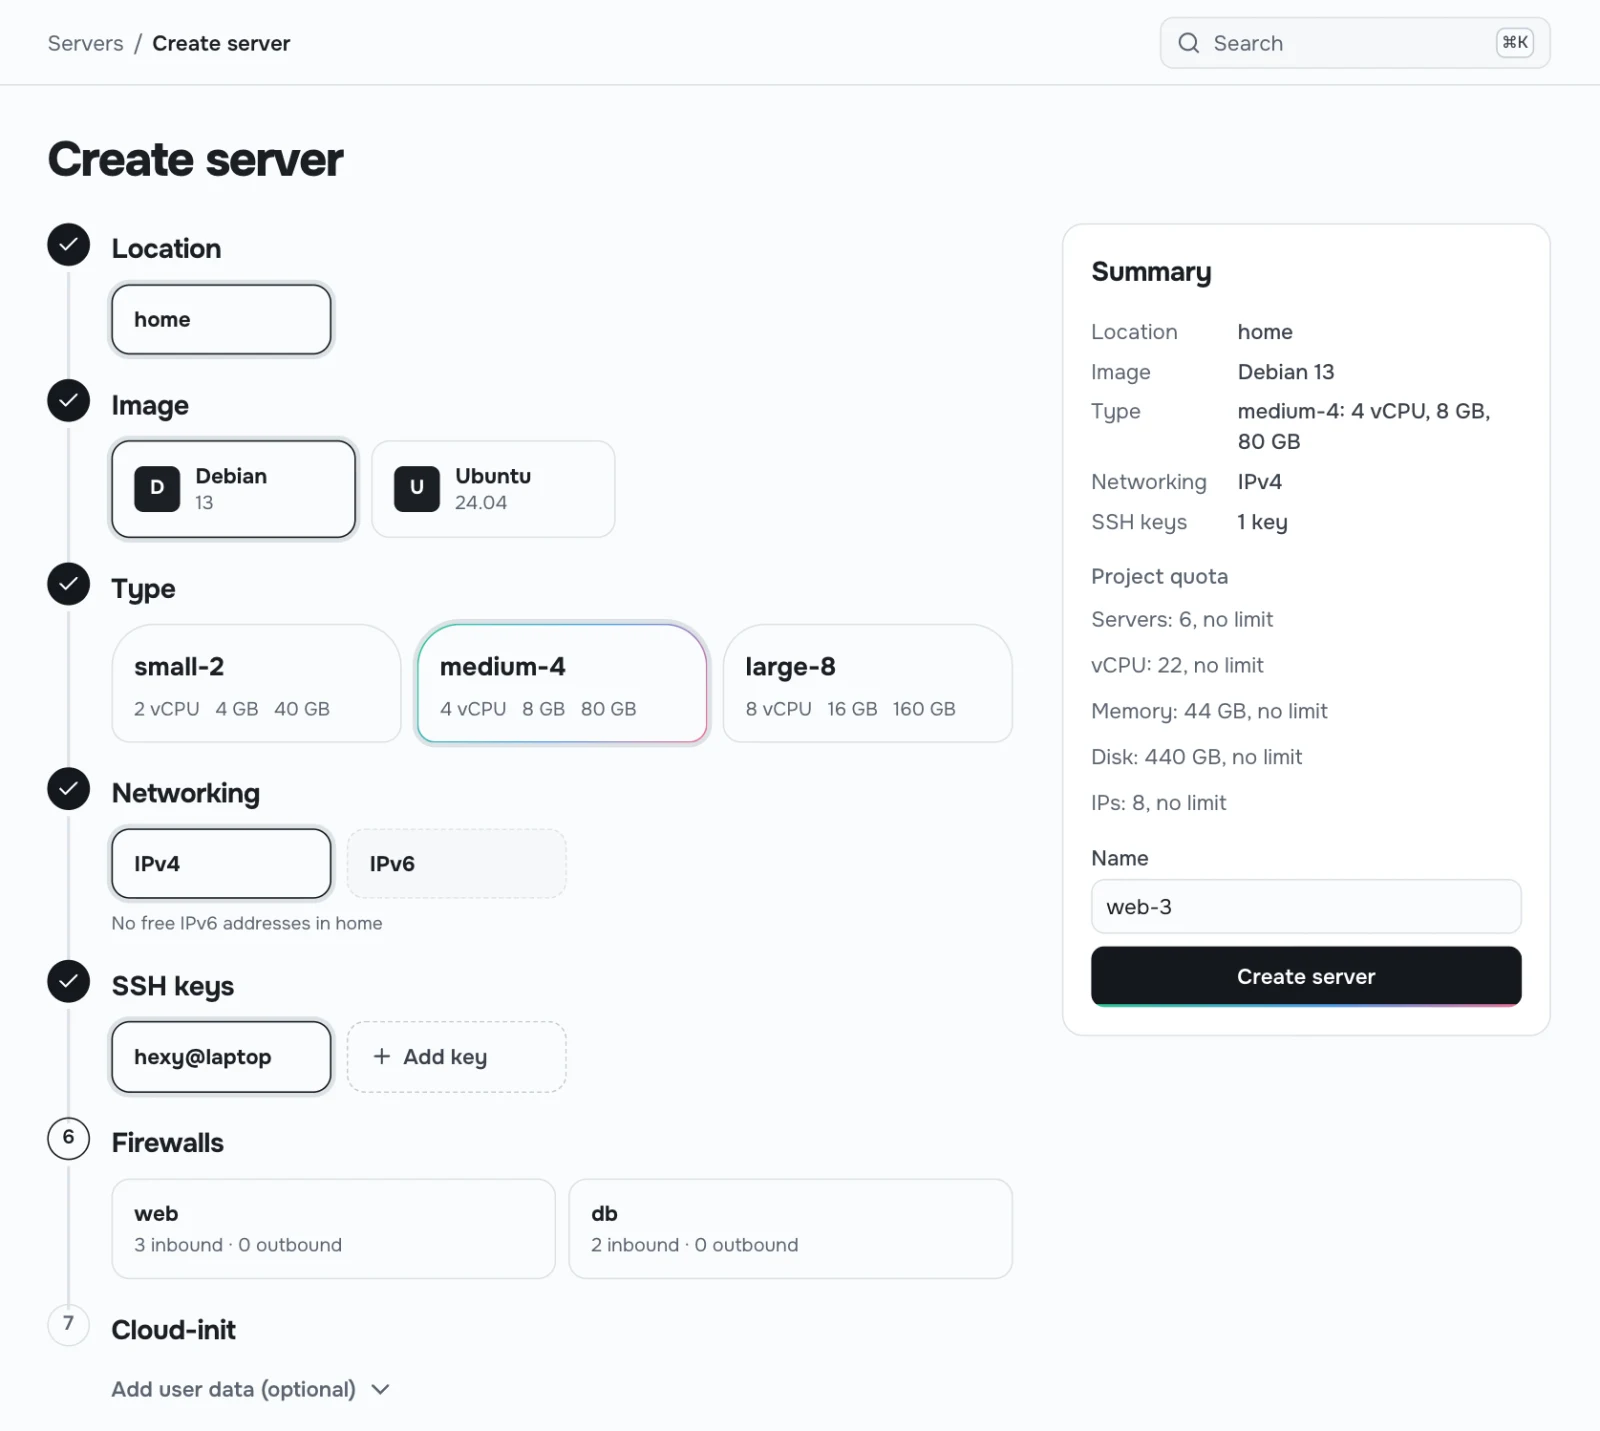 Servers / Create server
Search
⌘K
Create server
Location
home
Image
D
Debian
13
U
Ubuntu
24.04
Type
small-2
2 vCPU 4 GB 40 GB
medium-4
4 vCPU 8 GB 80 GB
large-8
8 vCPU 16 GB 160 GB
Networking
IPv4
IPv6
No free IPv6 addresses in home
SSH keys
hexy@laptop
+ Add key
6
Firewalls
web
3 inbound · 0 outbound
db
2 inbound · 0 outbound
7
Cloud-init
Add user data (optional)
Summary
Location home
Image Debian 13
Type medium-4: 4 vCPU, 8 GB,
80 GB
Networking IPv4
SSH keys 1 key
Project quota
Servers: 6, no limit
vCPU: 22, no limit
Memory: 44 GB, no limit
Disk: 440 GB, no limit
IPs: 8, no limit
Name
web-3
Create server